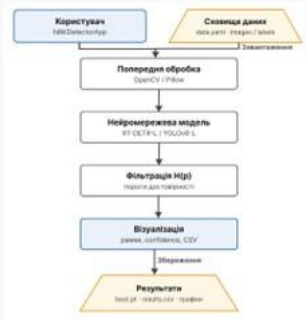 Користувач
NRKDetectorApp
Сховища даних
data.yaml · images / labels
Завантаження
Попередня обробка
OpenCV / Pillow
Нейромережева модель
RT-DETR-L / YOLOv8-L
Фільтрація H(p)
пороги достовірності
Візуалізація
рамки, confidence, CSV
Збереження
Результати
best.pt · results.csv · графіки